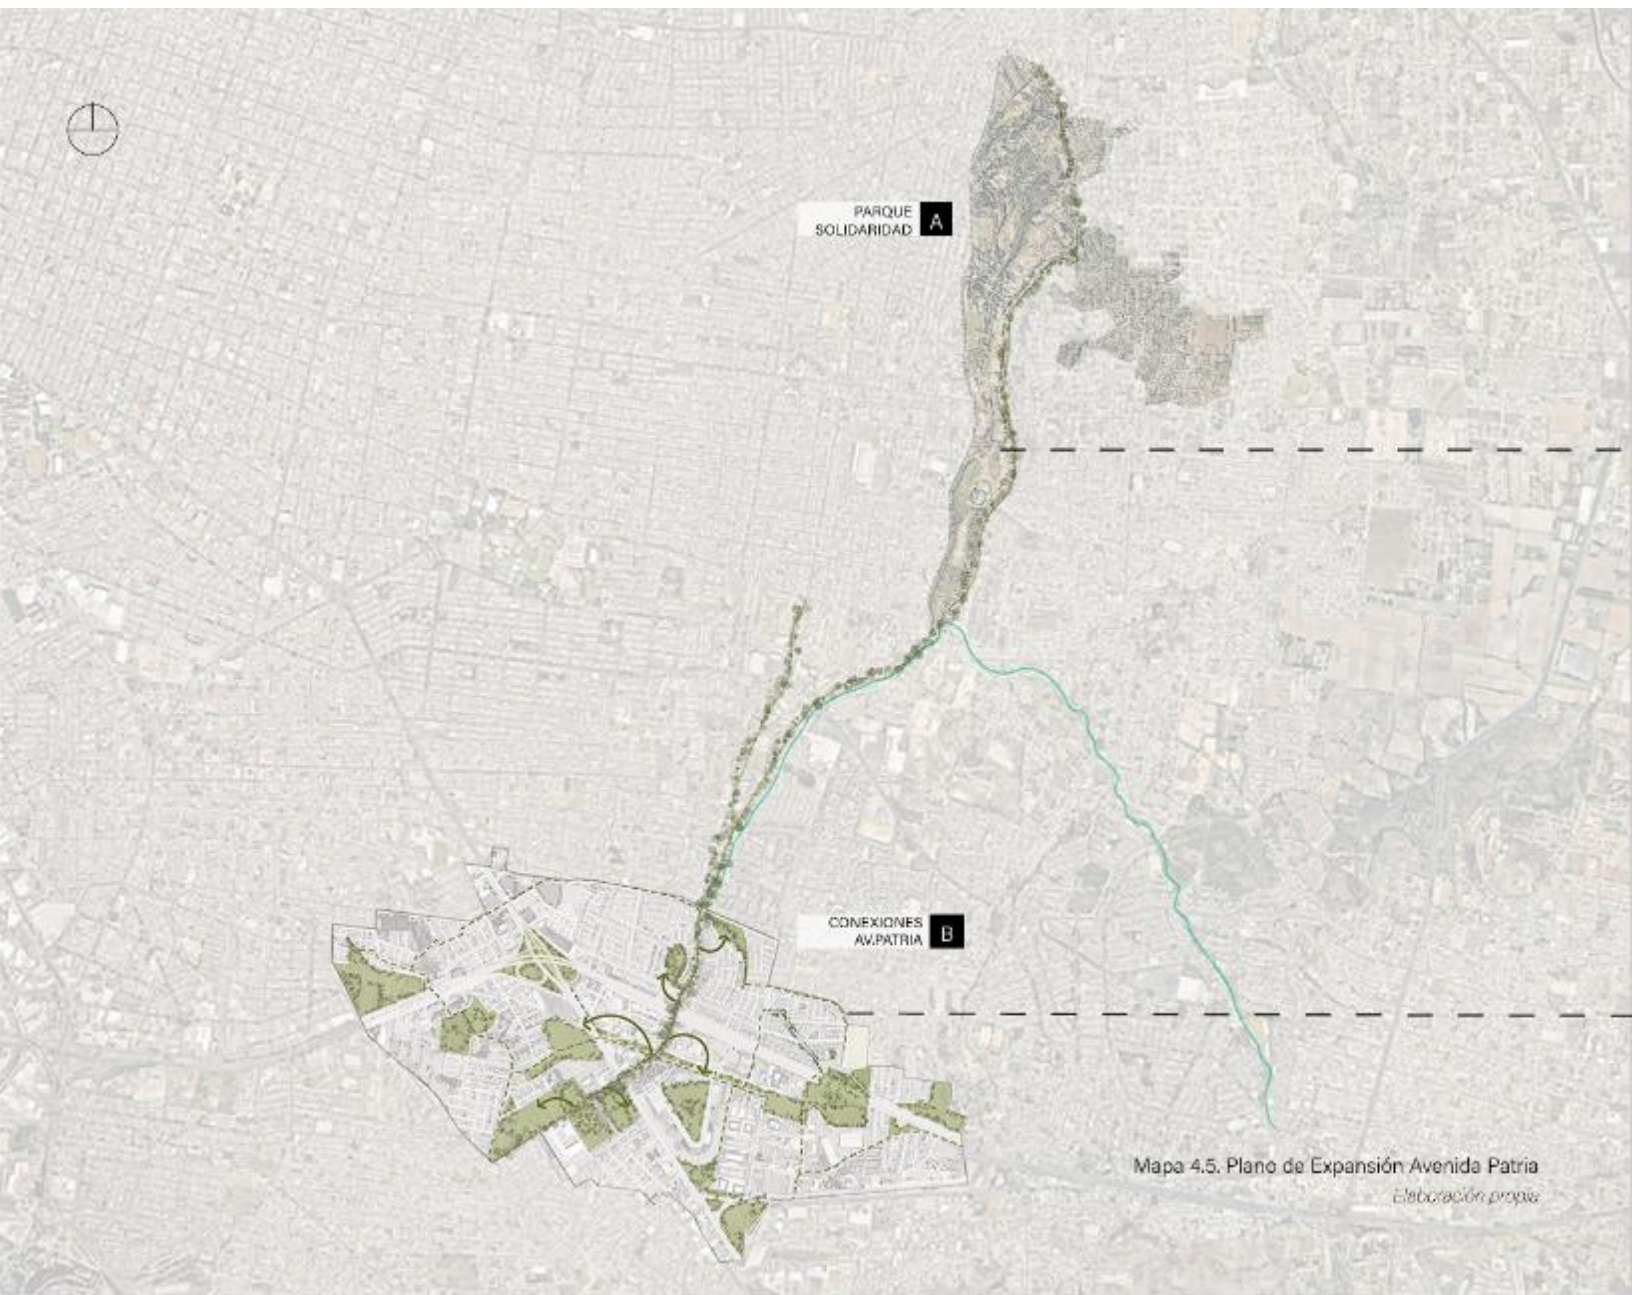 PARQUE
SOLIDARIDAD
A
CONEXIONES
AV.PATRIA
B
Mapa 4.5. Plano de Expansión Avenida Patria
Elaboración propia